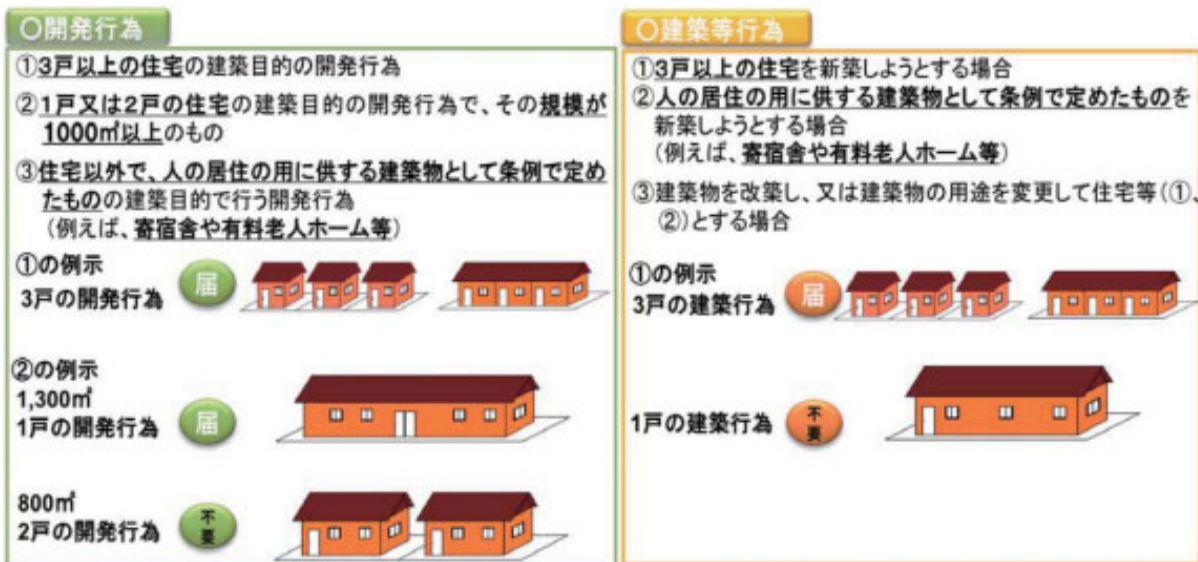 〇開発行為
①3戸以上の住宅の建築目的の開発行為
②1戸又は2戸の住宅の建築目的の開発行為で、その規模が
1000㎡以上のもの
③住宅以外で、人の居住の用に供する建築物として条例で定め
たものの建築目的で行う開発行為
(例えば、寄宿舎や有料老人ホーム等)
①の例示
3戸の開発行為
届
②の例示
1,300㎡
1戸の開発行為
届
800㎡
2戸の開発行為
不
要
〇建築等行為
①3戸以上の住宅を新築しようとする場合
②人の居住の用に供する建築物として条例で定めたものを
新築しようとする場合
(例えば、寄宿舎や有料老人ホーム等)
③建築物を改築し、又は建築物の用途を変更して住宅等(①、
②)とする場合
①の例示
3戸の建築行為
届
1戸の建築行為
不
要